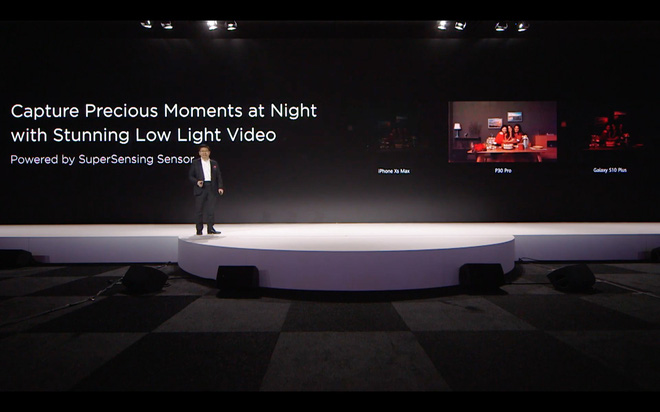 Capture Precious Moments at Night
with Stunning Low Light Video
Powered by SuperSensing Sensor
iPhone Xs Max
P30 Pro
Galaxy S10 Plus